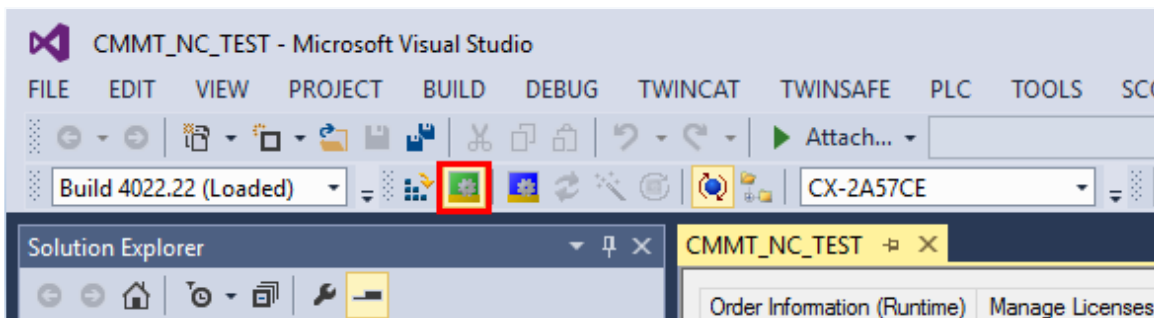 CMMT_NC_TEST - Microsoft Visual Studio
FILE EDIT VIEW PROJECT BUILD DEBUG TWINCAT TWINSAFE PLC TOOLS SCO
Attach...
Build 4022.22 (Loaded) CX-2A57CE
Solution Explorer CMMT_NC_TEST
Order Information (Runtime) Manage Licenses